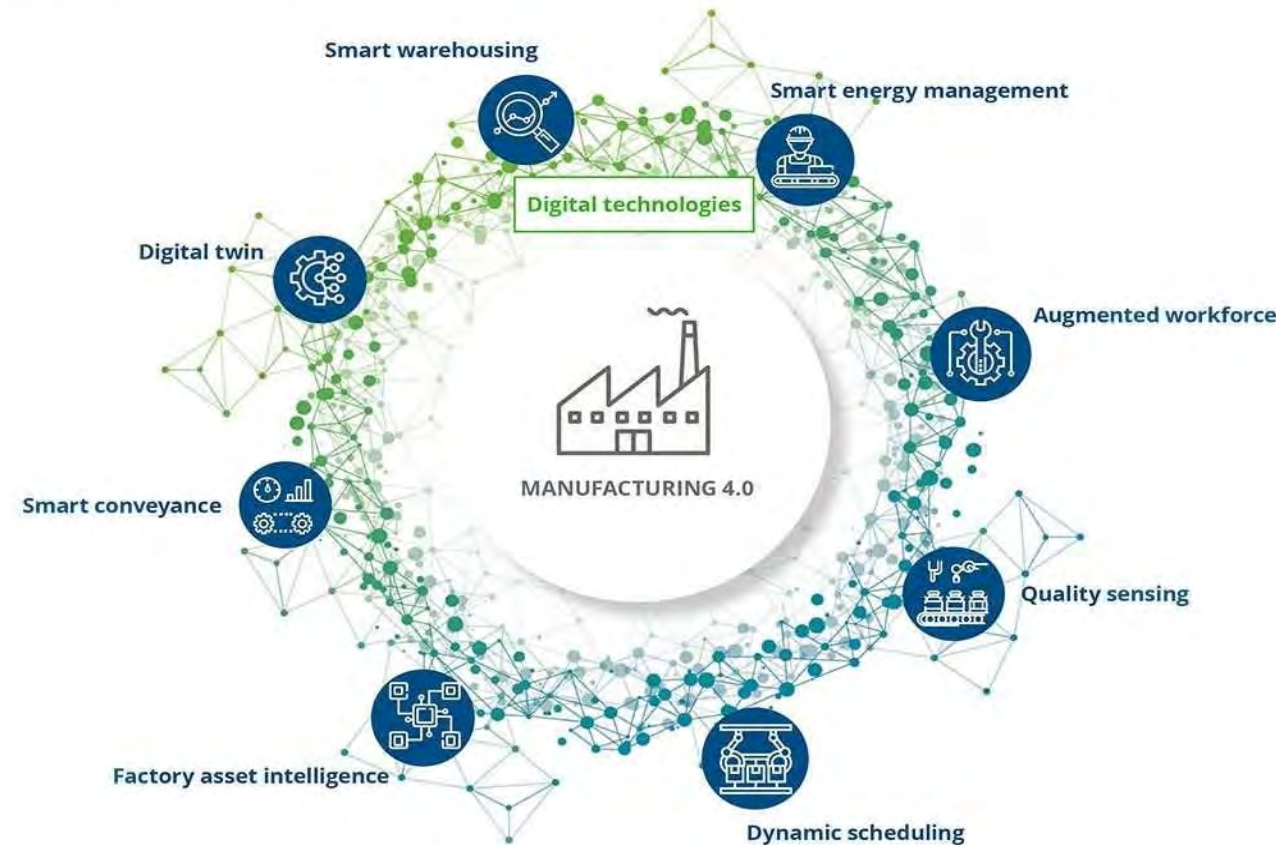 Smart warehousing
Smart energy management
Digital technologies
Digital twin
Augmented workforce
MANUFACTURING 4.0
Smart conveyance
Quality sensing
Factory asset intelligence
Dynamic scheduling